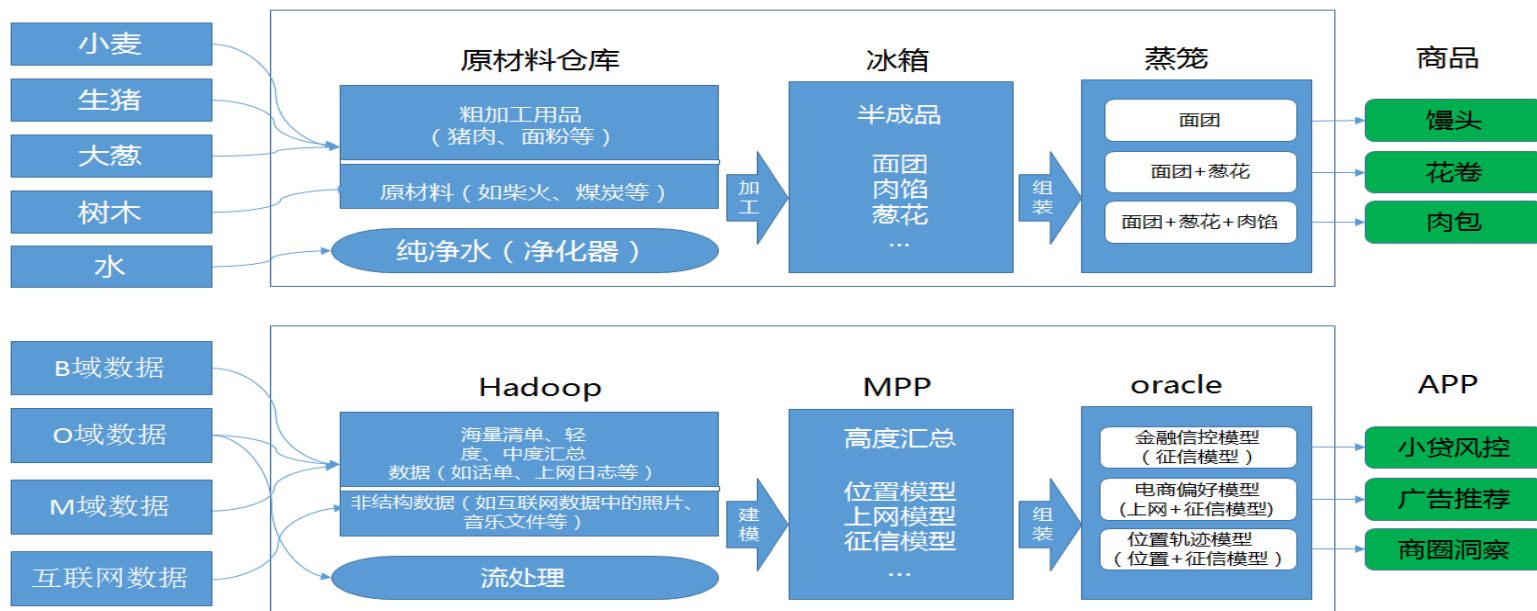 小麦
生猪
大葱
树木
水
原材料仓库
粗加工用品
（猪肉、面粉等）
原材料（如柴火、煤炭等）
纯净水（净化器）
加
工
冰箱
半成品
面团
肉馅
葱花
...
组
装
蒸笼
面团
面团+葱花
面团+葱花+肉馅
商品
馒头
花卷
肉包
B域数据
O域数据
M域数据
互联网数据
Hadoop
海量清单、轻
度、中度汇总
数据（如话单、上网日志等）
非结构数据（如互联网数据中的照片、
音乐文件等）
流处理
建
模
MPP
高度汇总
位置模型
上网模型
征信模型
...
组
装
oracle
金融信控模型
（征信模型）
电商偏好模型
(上网+征信模型)
位置轨迹模型
（位置+征信模型）
APP
小贷风控
广告推荐
商圈洞察